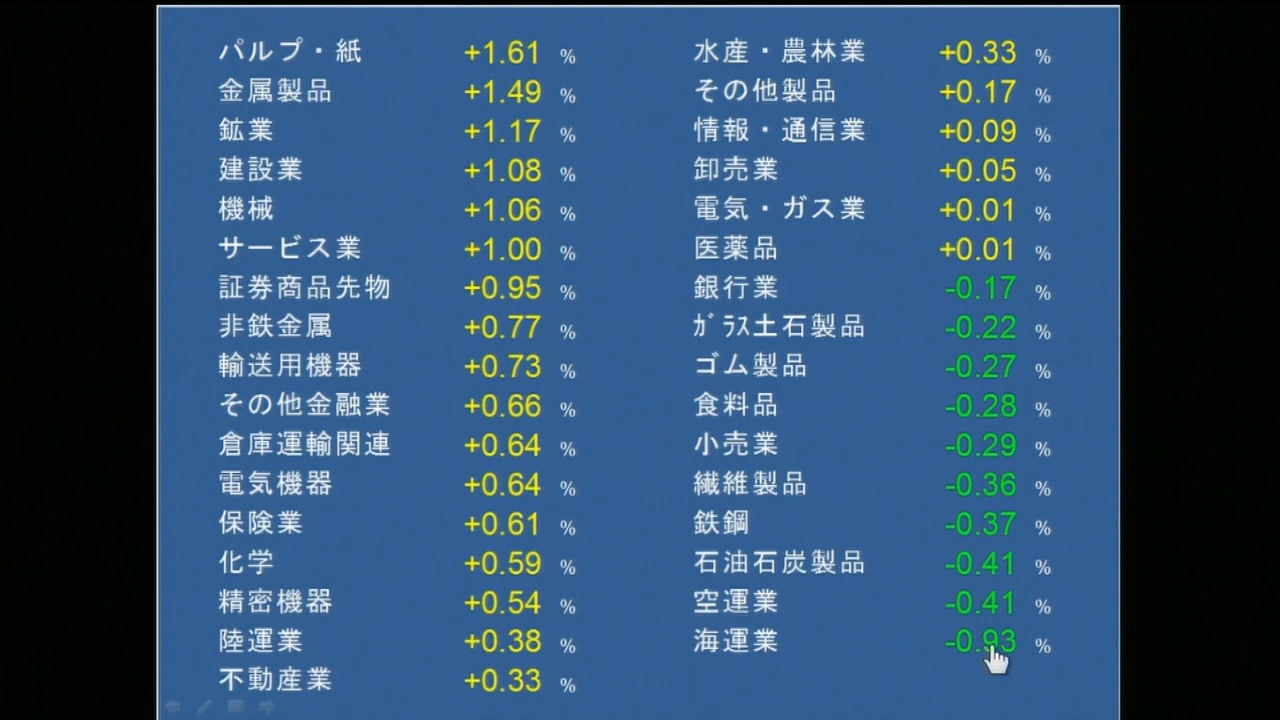 パルプ・紙 +1.61 %
金属製品 +1.49 %
鉱業 +1.17 %
建設業 +1.08 %
機械 +1.06 %
サービス業 +1.00 %
証券商品先物 +0.95 %
非鉄金属 +0.77 %
輸送用機器 +0.73 %
その他金融業 +0.66 %
倉庫運輸関連 +0.64 %
電気機器 +0.64 %
保険業 +0.61 %
化学 +0.59 %
精密機器 +0.54 %
陸運業 +0.38 %
不動産業 +0.33 %
水産・農林業 +0.33 %
その他製品 +0.17 %
情報・通信業 +0.09 %
卸売業 +0.05 %
電気・ガス業 +0.01 %
医薬品 +0.01 %
銀行業 -0.17 %
ｶﾞﾗｽ土石製品 -0.22 %
ゴム製品 -0.27 %
食料品 -0.28 %
小売業 -0.29 %
繊維製品 -0.36 %
鉄鋼 -0.37 %
石油石炭製品 -0.41 %
空運業 -0.41 %
海運業 -0.93 %